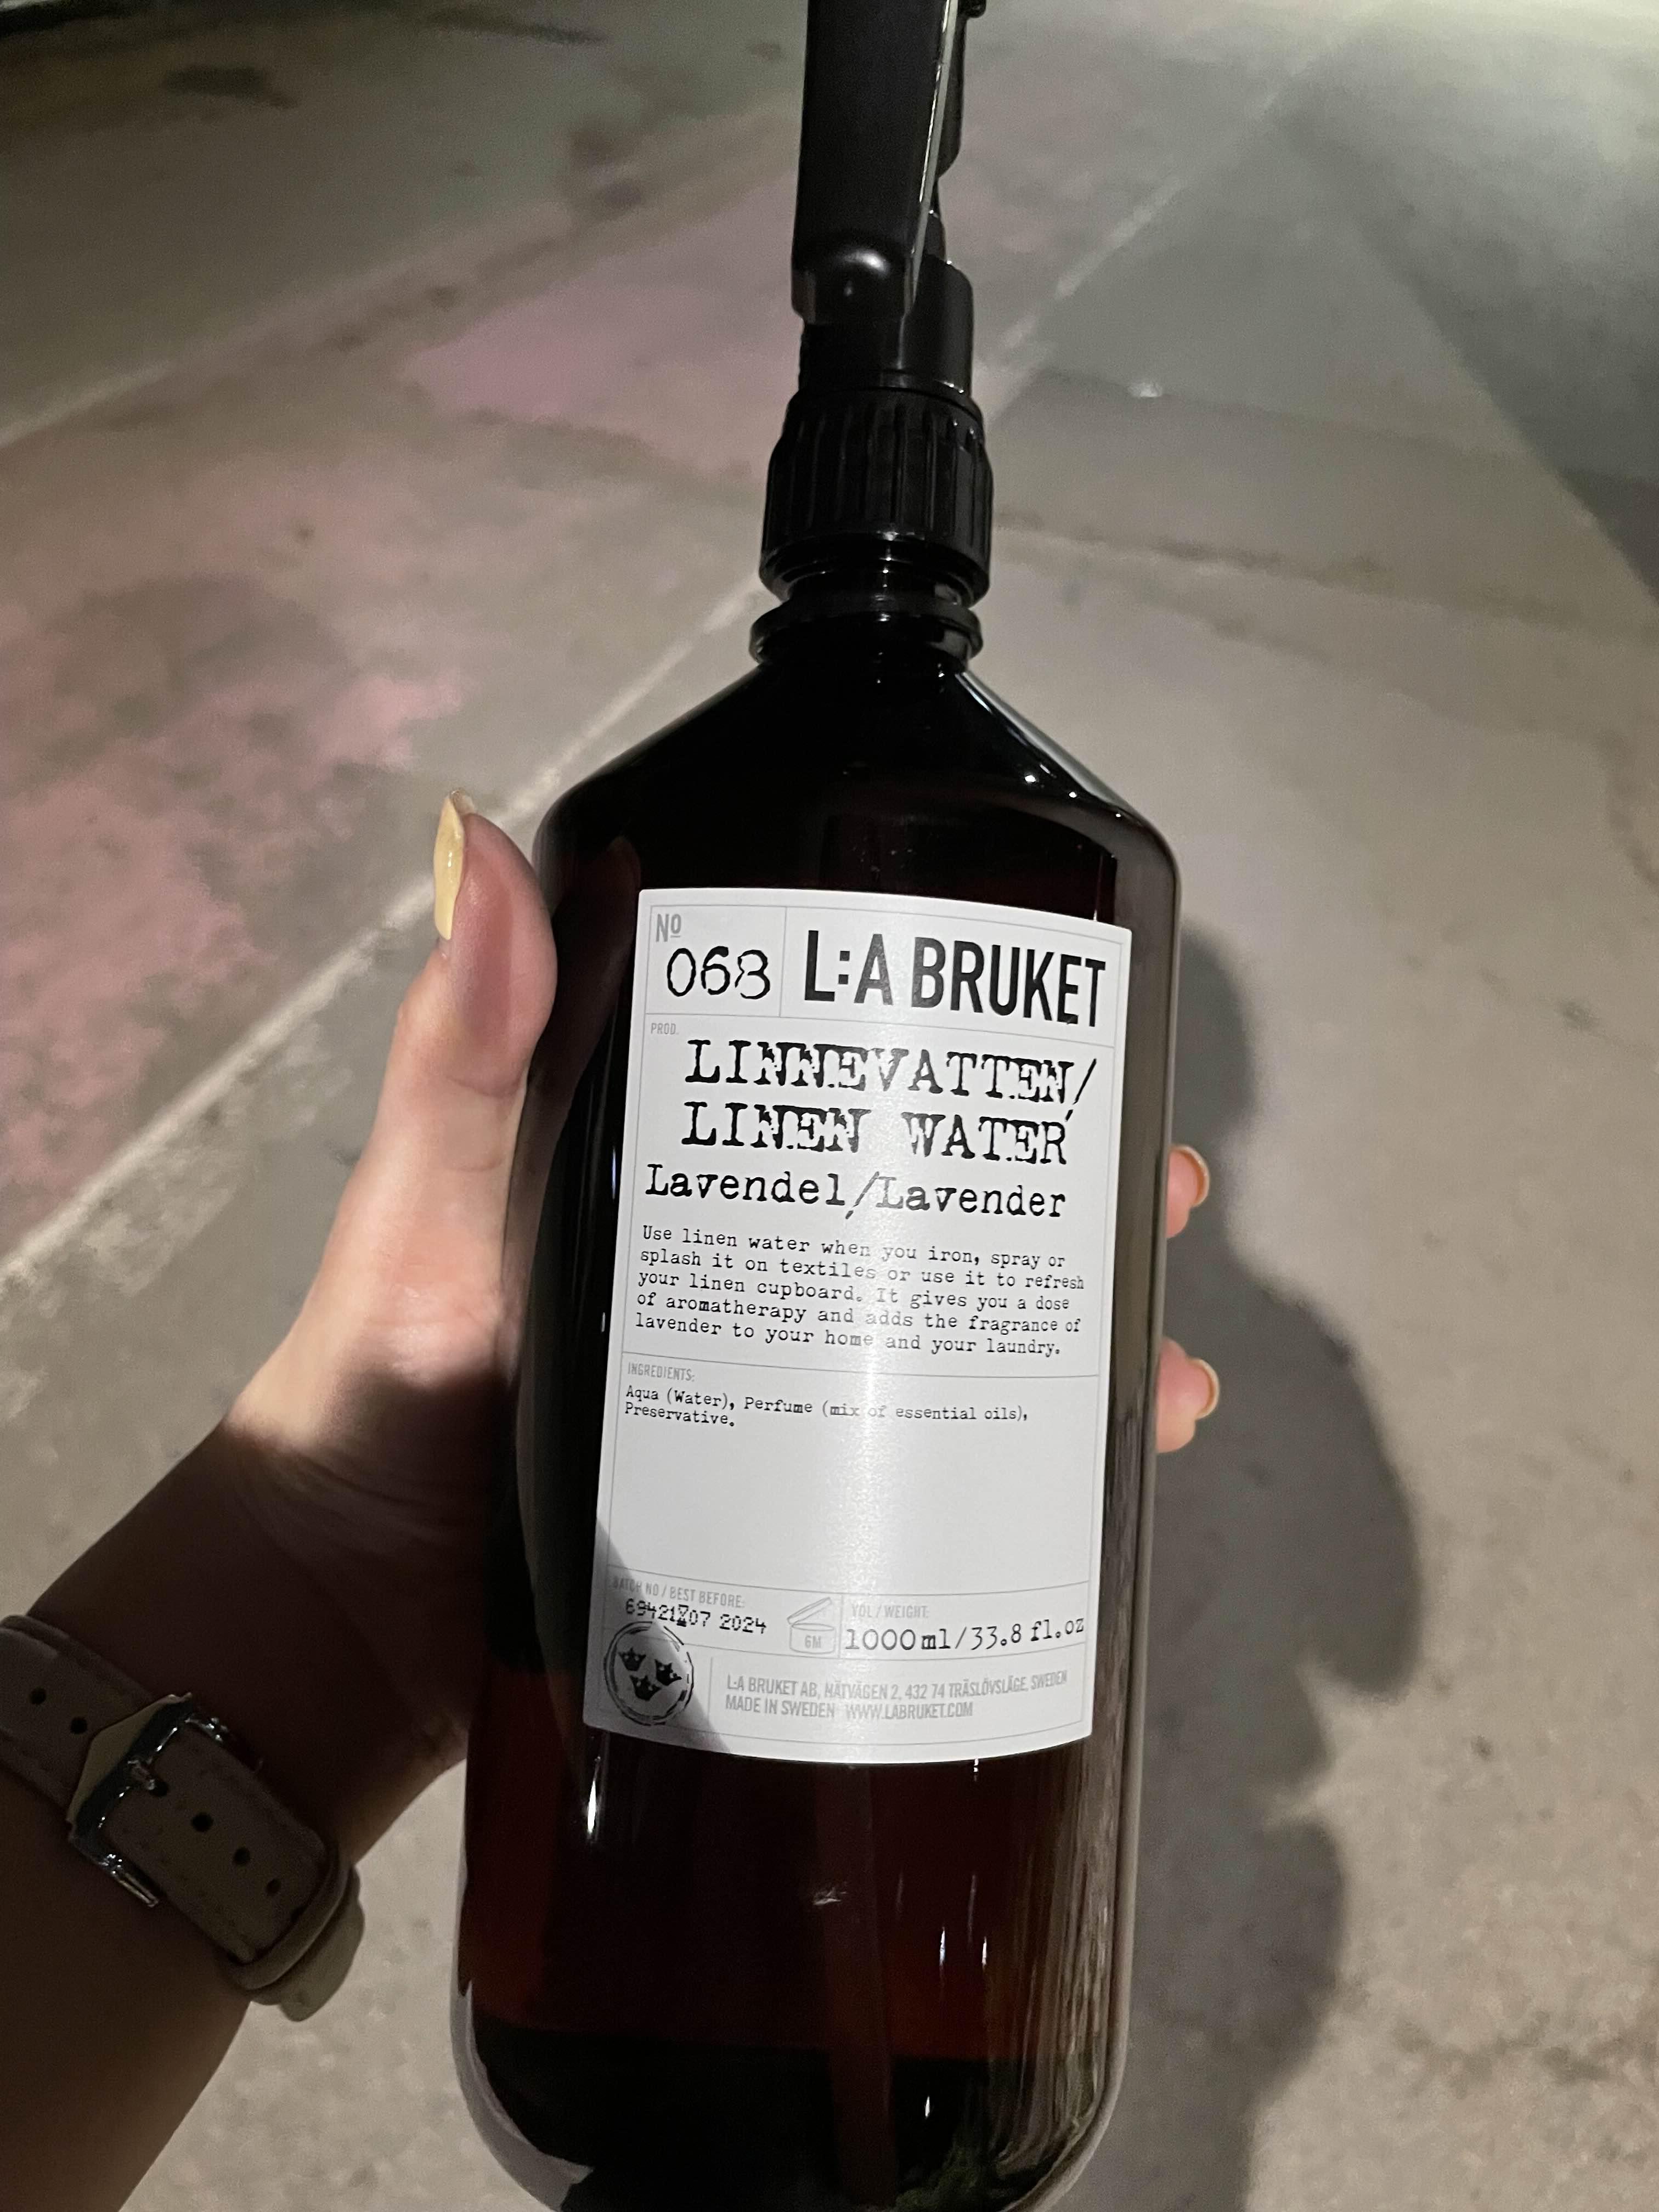 Nº
068
L:A BRUKET
PROD.
LINNEVATTEN/
LINEN WATER
Lavendel/Lavender
Use linen water when you iron, spray or
splash it on textiles or use it to refresh
your linen cupboard. It gives you a dose
of aromatherapy and adds the fragrance of
lavender to your home and your laundry.
INGREDIENTS:
Aqua (Water), Perfume (mix of essential oils),
Preservative.
BATCH NO / BEST BEFORE:
07 2024
6M
VOL / WEIGHT:
1000 ml/33.8 fl.oz
L:A BRUKET AB, NÄTVÄGEN 2, 432 74 TRÄSLÖVSLÄGE, SWEDEN
MADE IN SWEDEN WWW.LABRUKET.COM